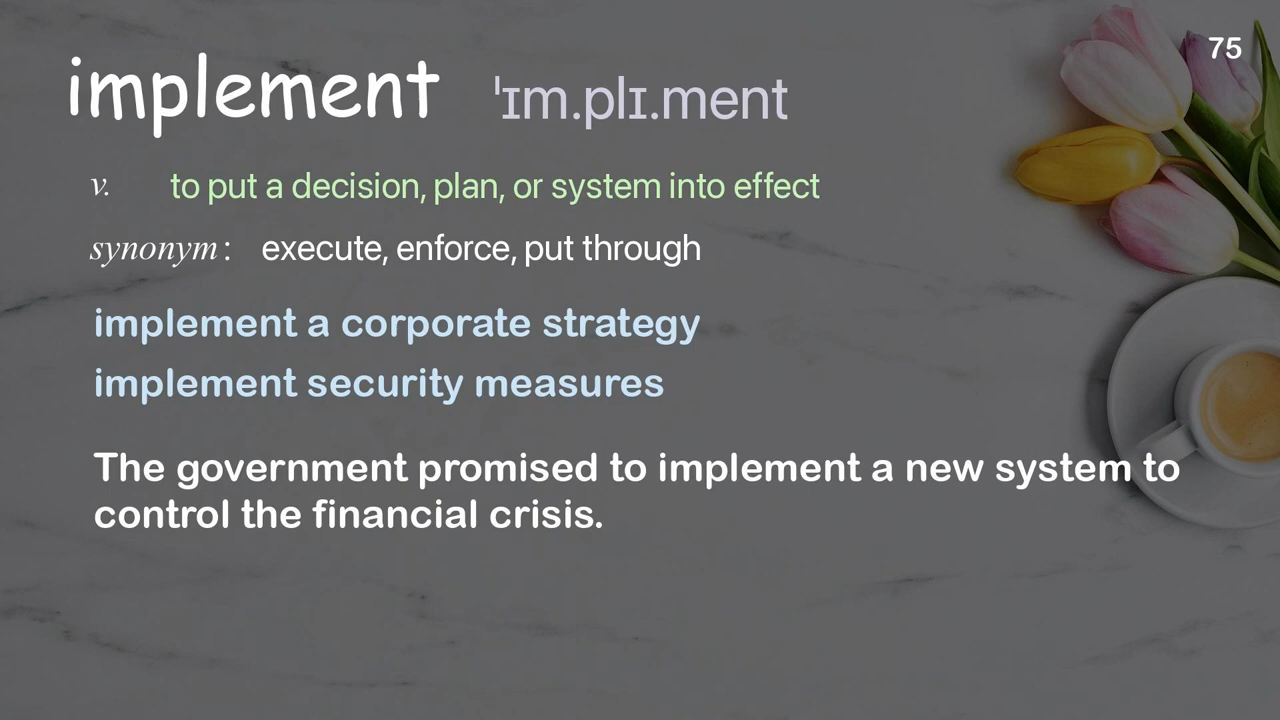 75
implement ˈɪm.plɪ.ment
v. to put a decision, plan, or system into effect
synonym: execute, enforce, put through
implement a corporate strategy
implement security measures
The government promised to implement a new system to
control the financial crisis.